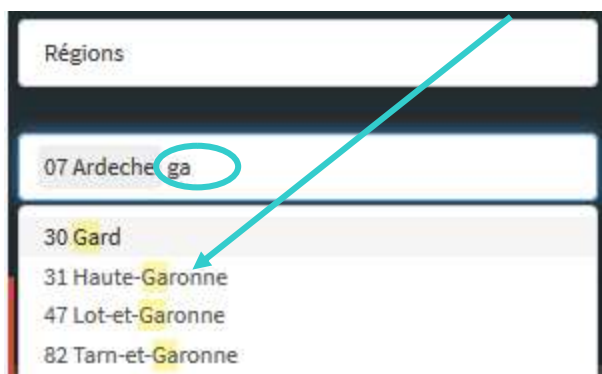 Régions
07 Ardeche ga
30 Gard
31 Haute-Garonne
47 Lot-et-Garonne
82 Tarn-et-Garonne